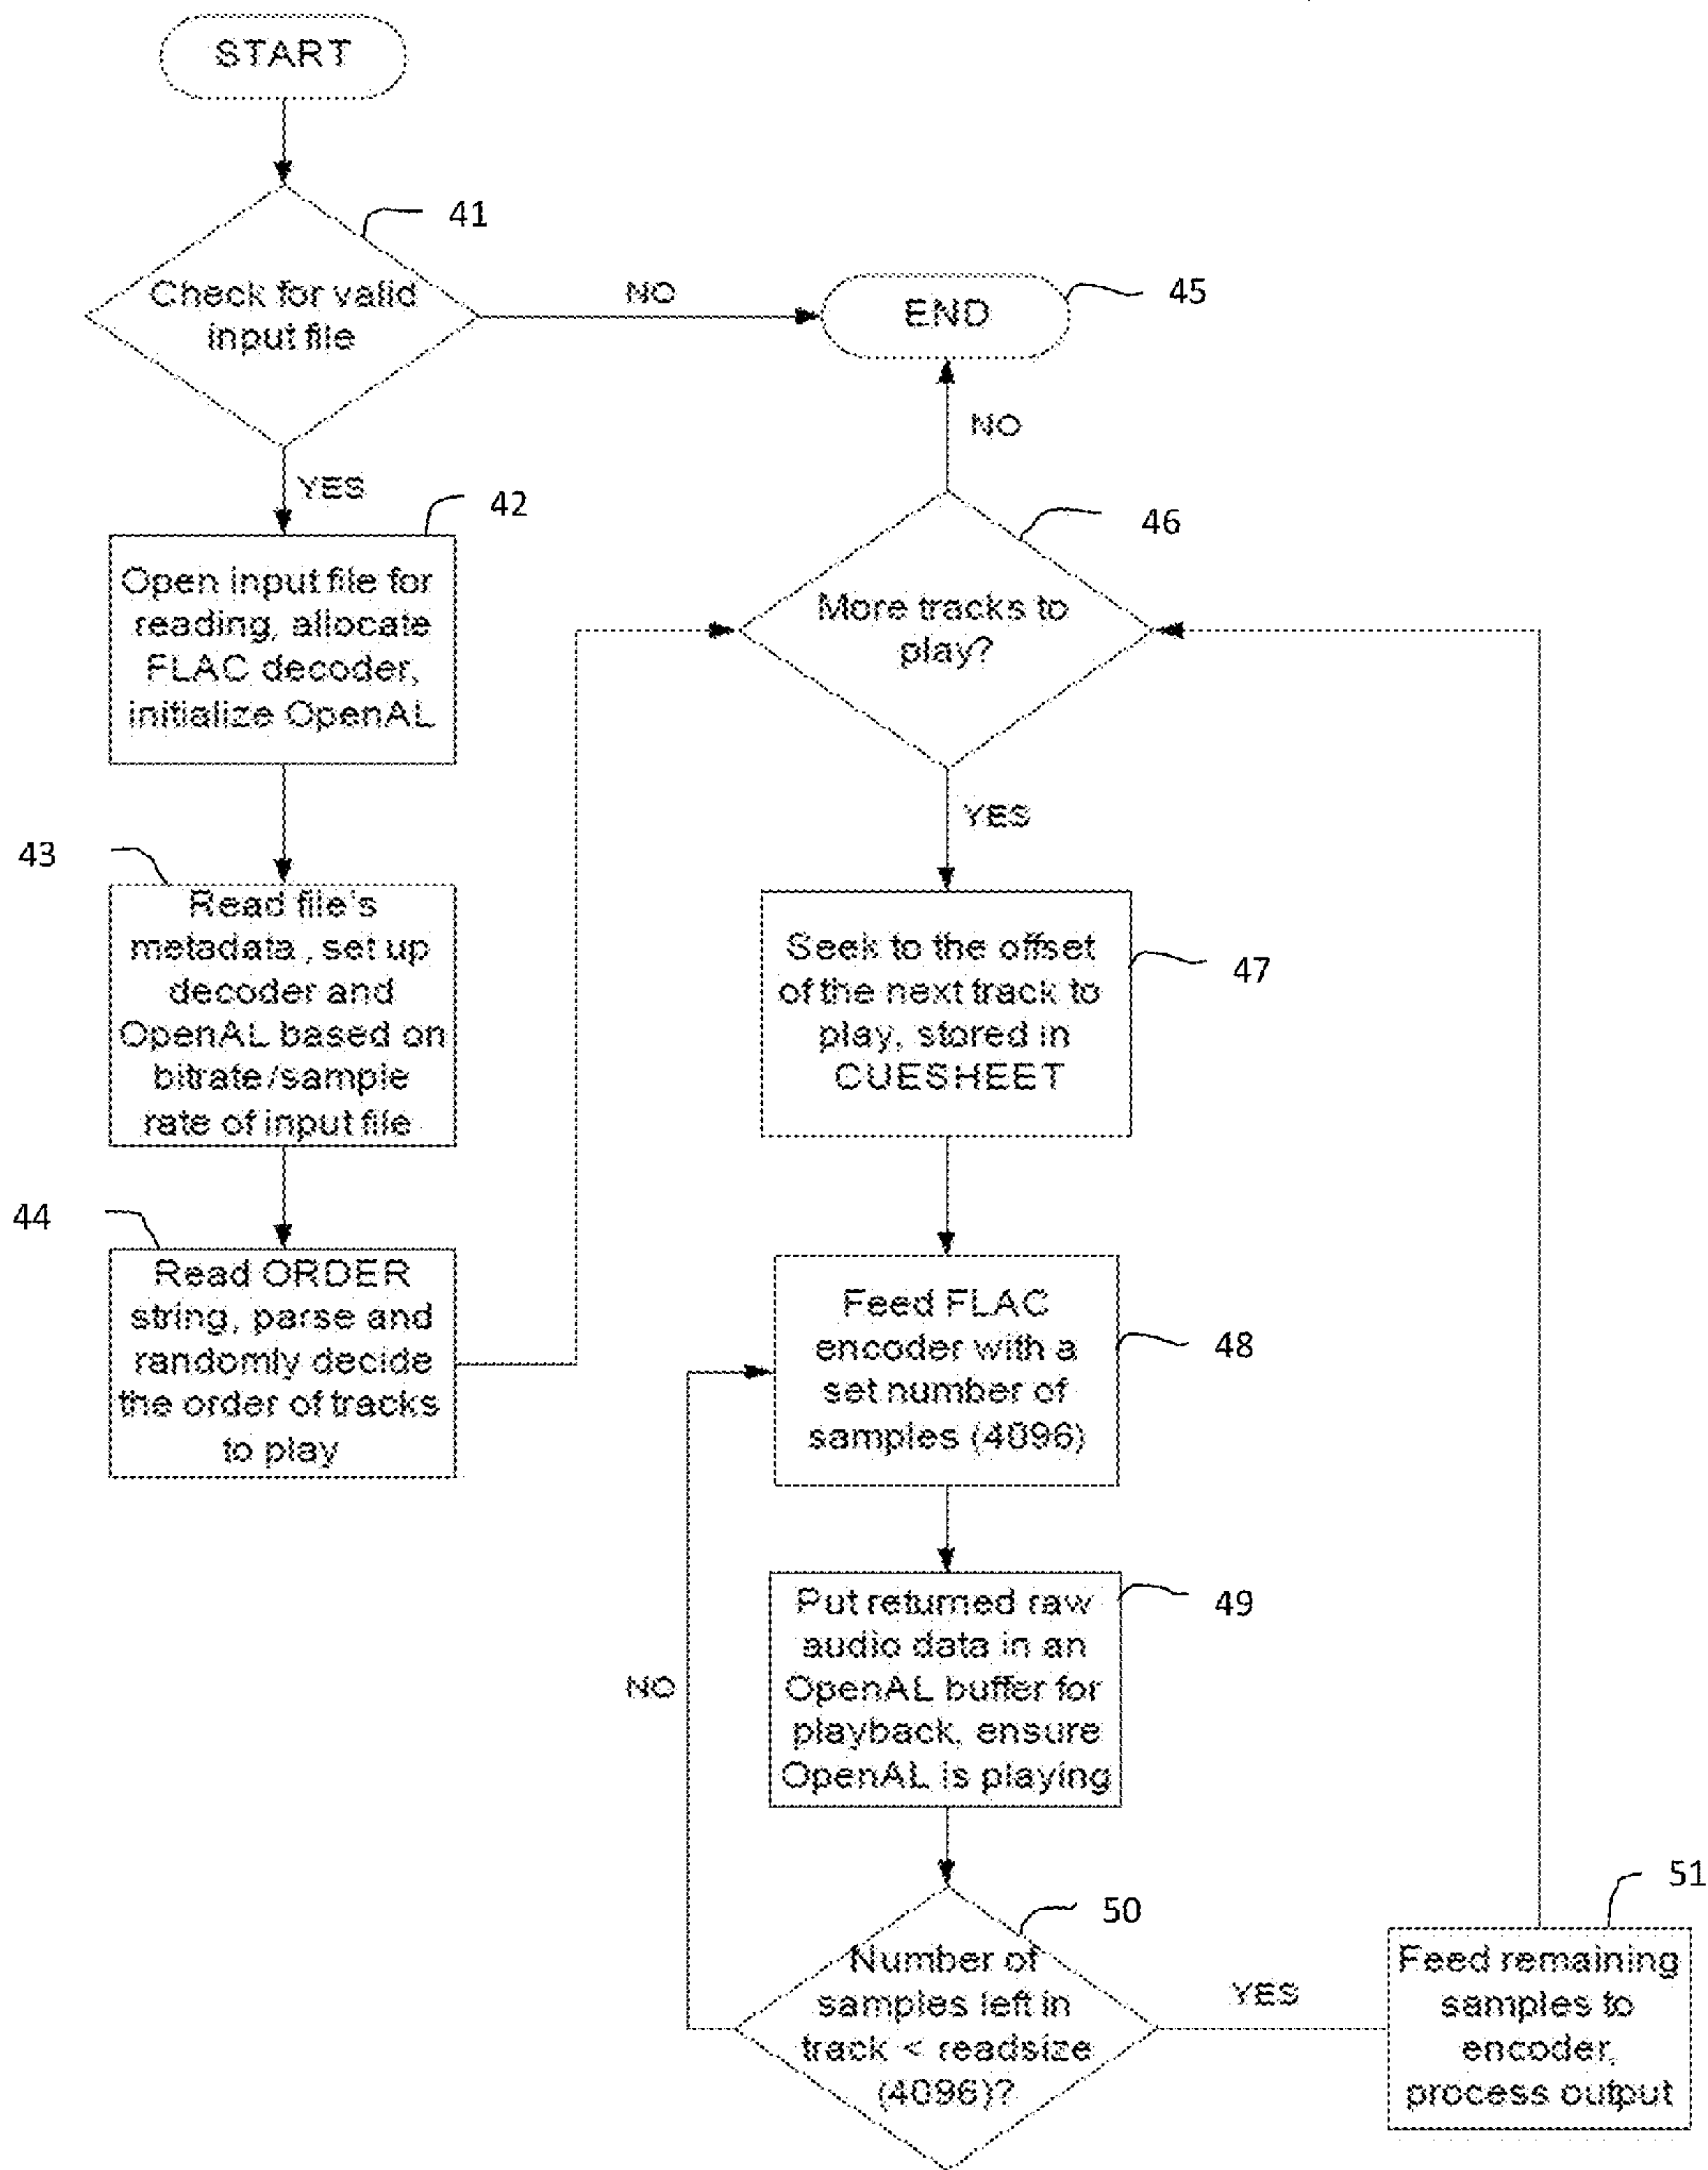 START
41
Check for valid
input file
NO
END
45
YES
NO
42
Open input file for
reading, allocate
FLAC decoder,
initialize OpenAL
46
More tracks to
play?
YES
43
Read file's
metadata, set up
decoder and
OpenAL based on
bitrate/sample
rate of input file
47
Seek to the offset
of the next track to
play, stored in
CUESHEET
44
Read ORDER
string, parse and
randomly decide
the order of tracks
to play
48
Feed FLAC
encoder with a
set number of
samples (4096)
49
Put returned raw
audio data in an
OpenAL buffer for
playback, ensure
OpenAL is playing
NO
50
Number of
samples left in
track < readsize
(4096)?
YES
51
Feed remaining
samples to
encoder,
process output